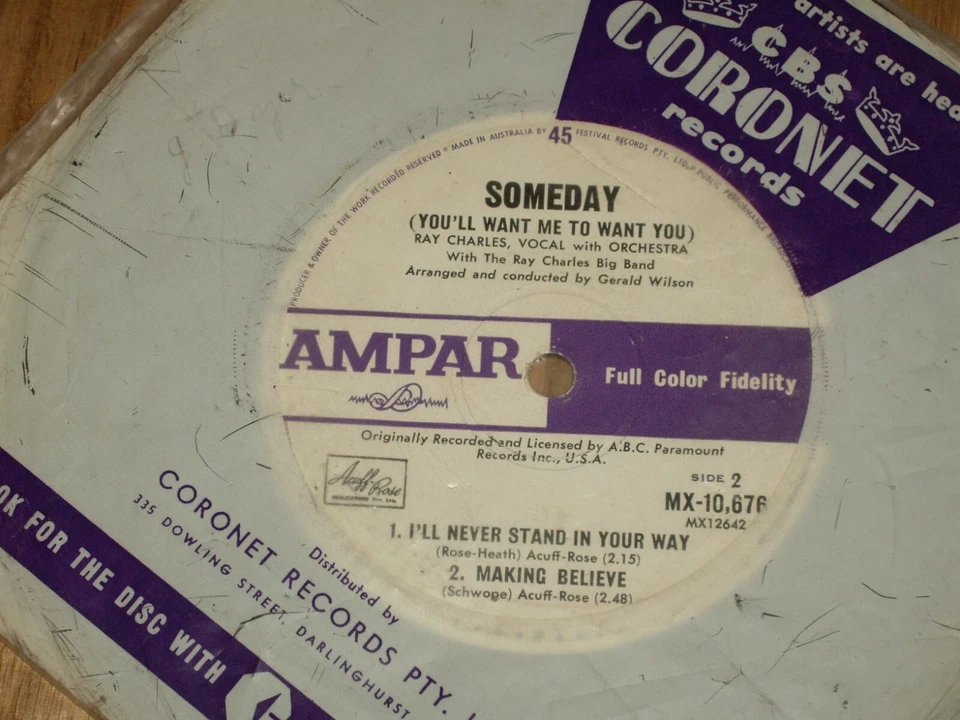 artists are hea
CBS
CORONET
records
PRODUCER & OWNER OF THE WORK RECORDED RESERVED * MADE IN AUSTRALIA BY 45 FESTIVAL RECORDS PTY. LTD. PUBLIC PERFORMANCE
SOMEDAY
(YOU'LL WANT ME TO WANT YOU)
RAY CHARLES, VOCAL with ORCHESTRA
With The Ray Charles Big Band
Arranged and conducted by Gerald Wilson
AMPAR
Full Color Fidelity
Originally Recorded and Licensed by A.B.C. Paramount
Records Inc., U.S.A.
Acuff-Rose
SIDE 2
MX-10,676
MX12642
1. I'LL NEVER STAND IN YOUR WAY
(Rose-Heath) Acuff-Rose (2.15)
2. MAKING BELIEVE
(Schwope) Acuff-Rose (2.48)
Distributed by
CORONET RECORDS PTY.
335 DOWLING STREET, DARLINGHURST
OK FOR THE DISC WITH